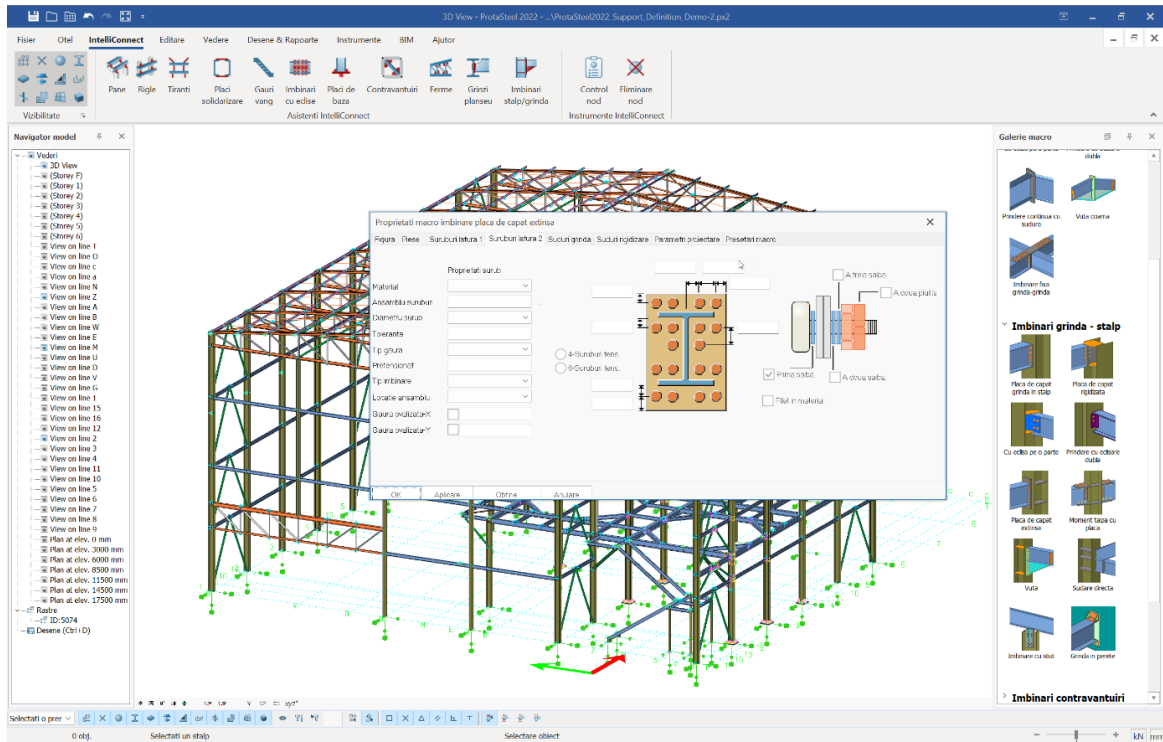 3D View - ProtaSteel 2022 - ...\ProtaSteel2022_Support_Definition_Demo-2.px2
Fisier Otel IntelliConnect Editare Vedere Desene & Rapoarte Instrumente BIM Ajutor
Pane Rigle Tiranti Placi solidarizare Gauri vang Imbinari cu eclise Placi de baza Contravantuiri Ferme Grinzi planseu Imbinari stalp/grinda Control nod Eliminare nod
Vizibilitate Asistenti IntelliConnect Instrumente IntelliConnect
Navigator model
Vederi
3D View
(Storey F)
(Storey 1)
(Storey 2)
(Storey 3)
(Storey 4)
(Storey 5)
(Storey 6)
View on line T
View on line O
View on line c
View on line a
View on line N
View on line Z
View on line A
View on line B
View on line W
View on line E
View on line M
View on line U
View on line D
View on line V
View on line G
View on line 1
View on line 15
View on line 16
View on line 12
View on line 2
View on line 3
View on line 4
View on line 11
View on line 10
View on line 5
View on line 6
View on line 7
View on line 8
View on line 9
Plan at elev. 0 mm
Plan at elev. 3000 mm
Plan at elev. 6000 mm
Plan at elev. 8500 mm
Plan at elev. 11500 mm
Plan at elev. 14500 mm
Plan at elev. 17500 mm
Rastre
ID:5074
Desene (Ctrl+D)
Proprietati macro imbinare placa de capat extinsa
Figura Piese Suruburi latura 1 Suruburi latura 2 Suduri grinda Suduri rigidizare Parametri proiectare Presetari macro
Proprietati surub
Material
Ansamblu suruburi
Diametru surub
Toleranta
Tip gaura
Pretensionat
Tip imbinare
Locatie ansamblu
Gaura ovalizata-X
Gaura ovalizata-Y
4-Suruburi tens.
8-Suruburi tens.
A treia saiba
A doua piulita
Prima saiba
A doua saiba
Filet in material
OK Aplicare Obtine Anulare
Galerie macro
dubla
Prindere continua cu sudura
Vuta coama
Imbinare fixa grinda-grinda
Imbinari grinda - stalp
Placa de capat grinda in stalp
Placa de capat rigidizata
Cu eclisa pe o parte
Prindere cu eclisare dubla
Placa de capat extinsa
Moment talpa cu placa
Vuta
Sudare directa
Imbinare cu stut
Grinda in perete
Imbinari contravantuiri
Selectati o prer
0 obj. Selectati un stalp Selectare obiect kN mm